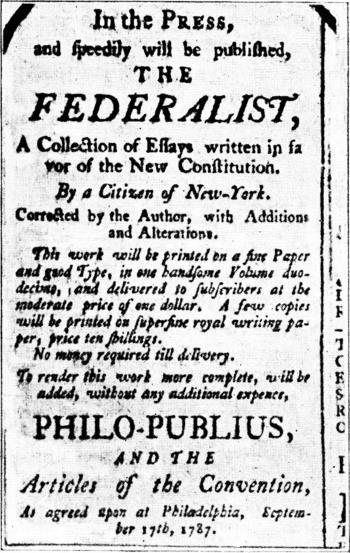 In the PRESS,
and ſpeedily will be publiſhed,
THE
FEDERALIST,
A Collection of Eſſays written in fa
vor of the New Conſtitution.
By a Citizen of New-York.
Corrected by the Author, with Additions
and Alterations.
This work will be printed on a fine Paper
and good Type, in one handſome Volume duo-
decimo, and delivered to ſubſcribers at the
moderate price of one dollar. A few copies
will be printed on ſuperfine royal writing pa-
per, price ten ſhillings.
No money required till delivery.
To render this work more complete, will be
added, without any additional expence,
PHILO-PUBLIUS,
AND THE
Articles of the Convention,
As agreed upon at Philadelphia, Septem-
ber 17th, 1787.